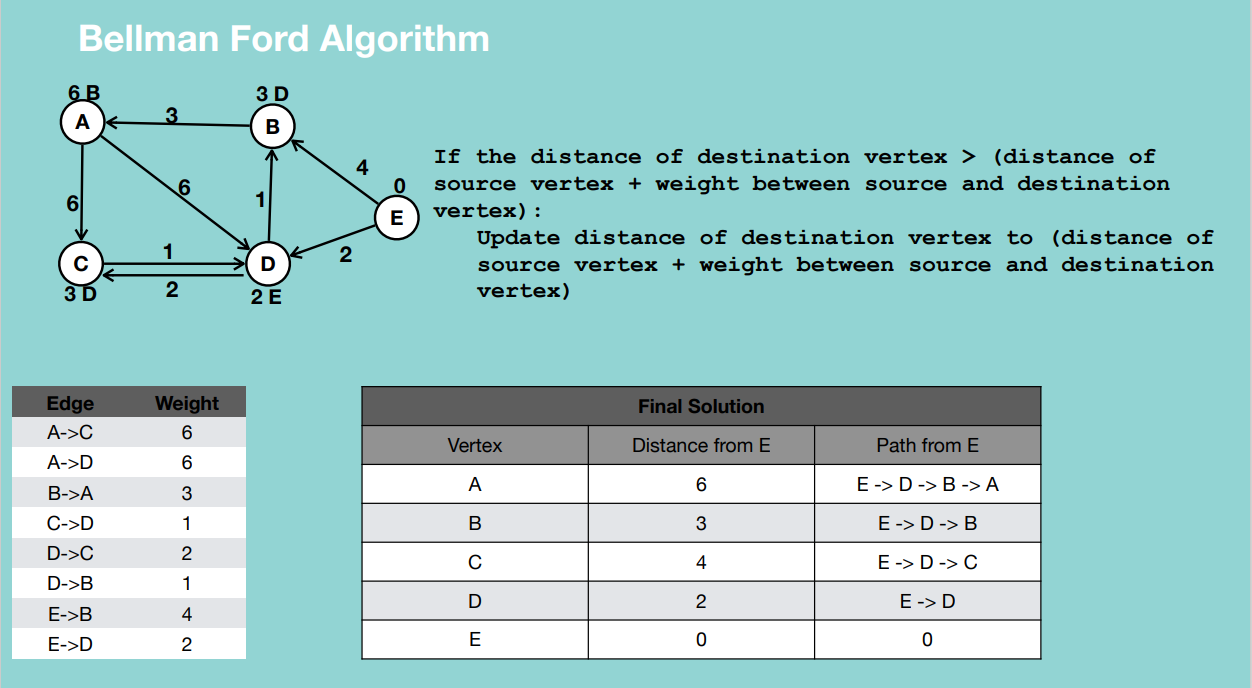 Bellman Ford Algorithm
6 B
3 D
A
3
B
4
0
6
6
1
E
C
1
D
2
3 D
2
2 E
If the distance of destination vertex > (distance of
source vertex + weight between source and destination
vertex):
Update distance of destination vertex to (distance of
source vertex + weight between source and destination
vertex)
Edge Weight
A->C 6
A->D 6
B->A 3
C->D 1
D->C 2
D->B 1
E->B 4
E->D 2
Final Solution
Vertex Distance from E Path from E
A 6 E -> D -> B -> A
B 3 E -> D -> B
C 4 E -> D -> C
D 2 E -> D
E 0 0